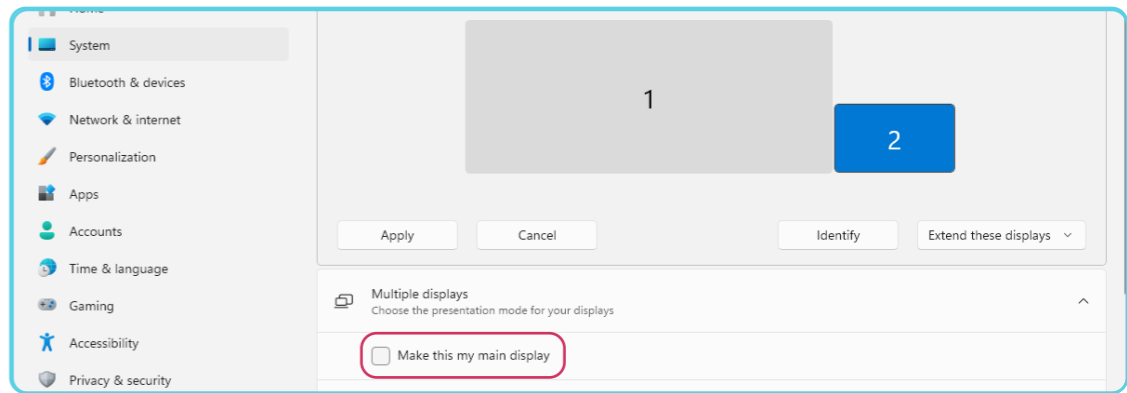 System
Bluetooth & devices
Network & internet
Personalization
Apps
Accounts
Time & language
Gaming
Accessibility
Privacy & security
1
2
Apply
Cancel
Identify
Extend these displays
Multiple displays
Choose the presentation mode for your displays
Make this my main display